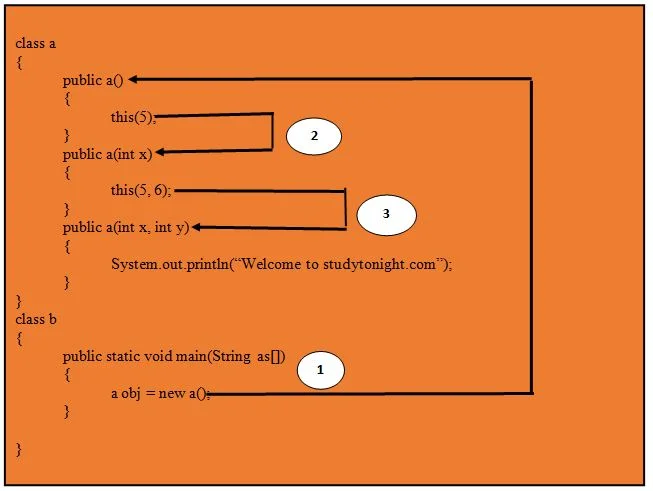 class a
{
public a()
{
this(5);
}
2
public a(int x)
{
this(5, 6);
}
3
public a(int x, int y)
{
System.out.println(“Welcome to studytonight.com”);
}
}
class b
{
public static void main(String as[])
1
{
a obj = new a();
}
}